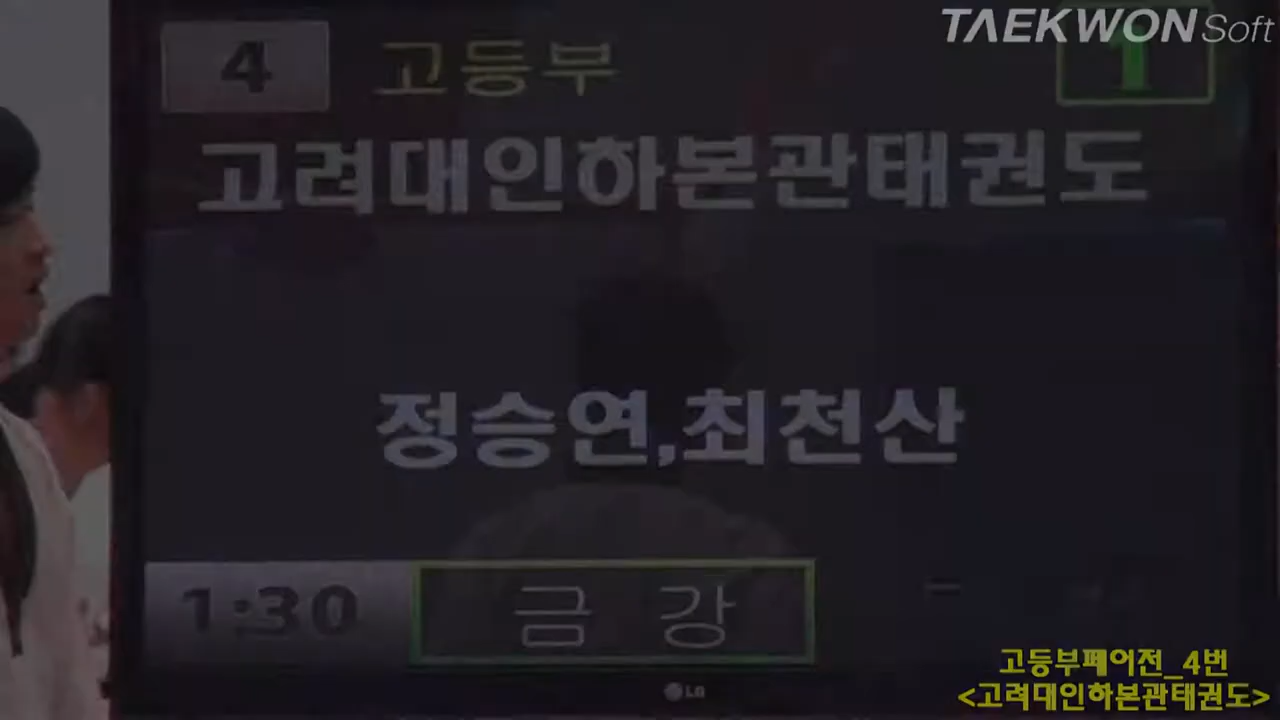 TAEKWONSoft
4 고등부 1
고려대인하본관태권도
정승연,최천산
1:30 금 강
LG
고등부페어전_4번
<고려대인하본관태권도>